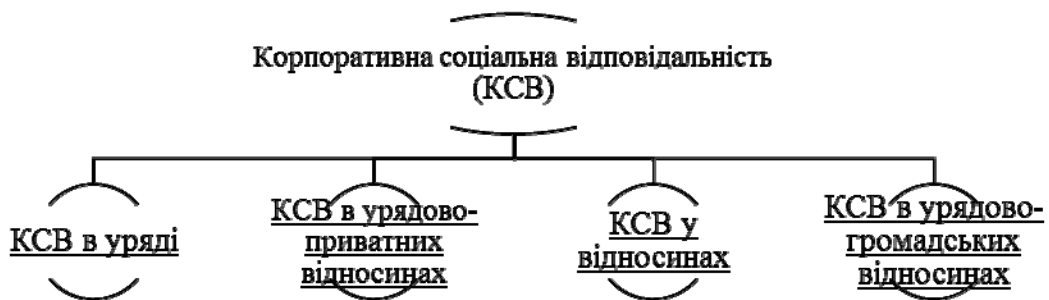 Корпоративна соціальна відповідальність
(КСВ)
КСВ в уряді
КСВ в урядово-
приватних
відносинах
КСВ у
відносинах
КСВ в урядово-
громадських
відносинах